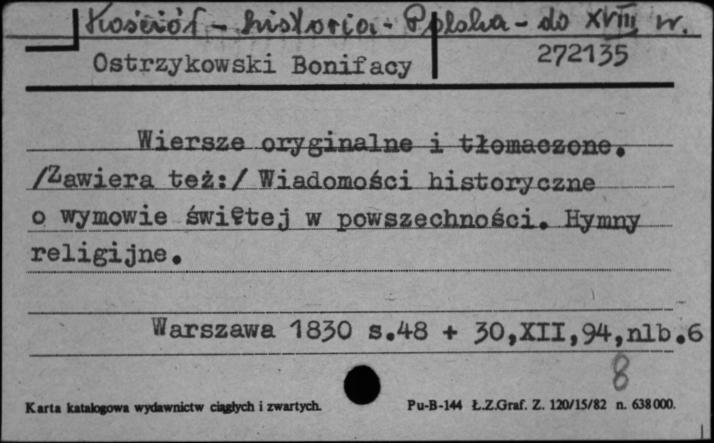 Kościół - historia - Polska - do XVIII w.
Ostrzykowski Bonifacy 272135
Wiersze oryginalne i tłomaczone.
/Zawiera też:/ Wiadomości historyczne
o wymowie świętej w powszechności. Hymny
religijne.
Warszawa 1830 s.48 + 30,XII,94,nlb.6
8
Karta katalogowa wydawnictw ciągłych i zwartych. Pu-B-144 Ł.Z.Graf. Z. 120/15/82 n. 638000.